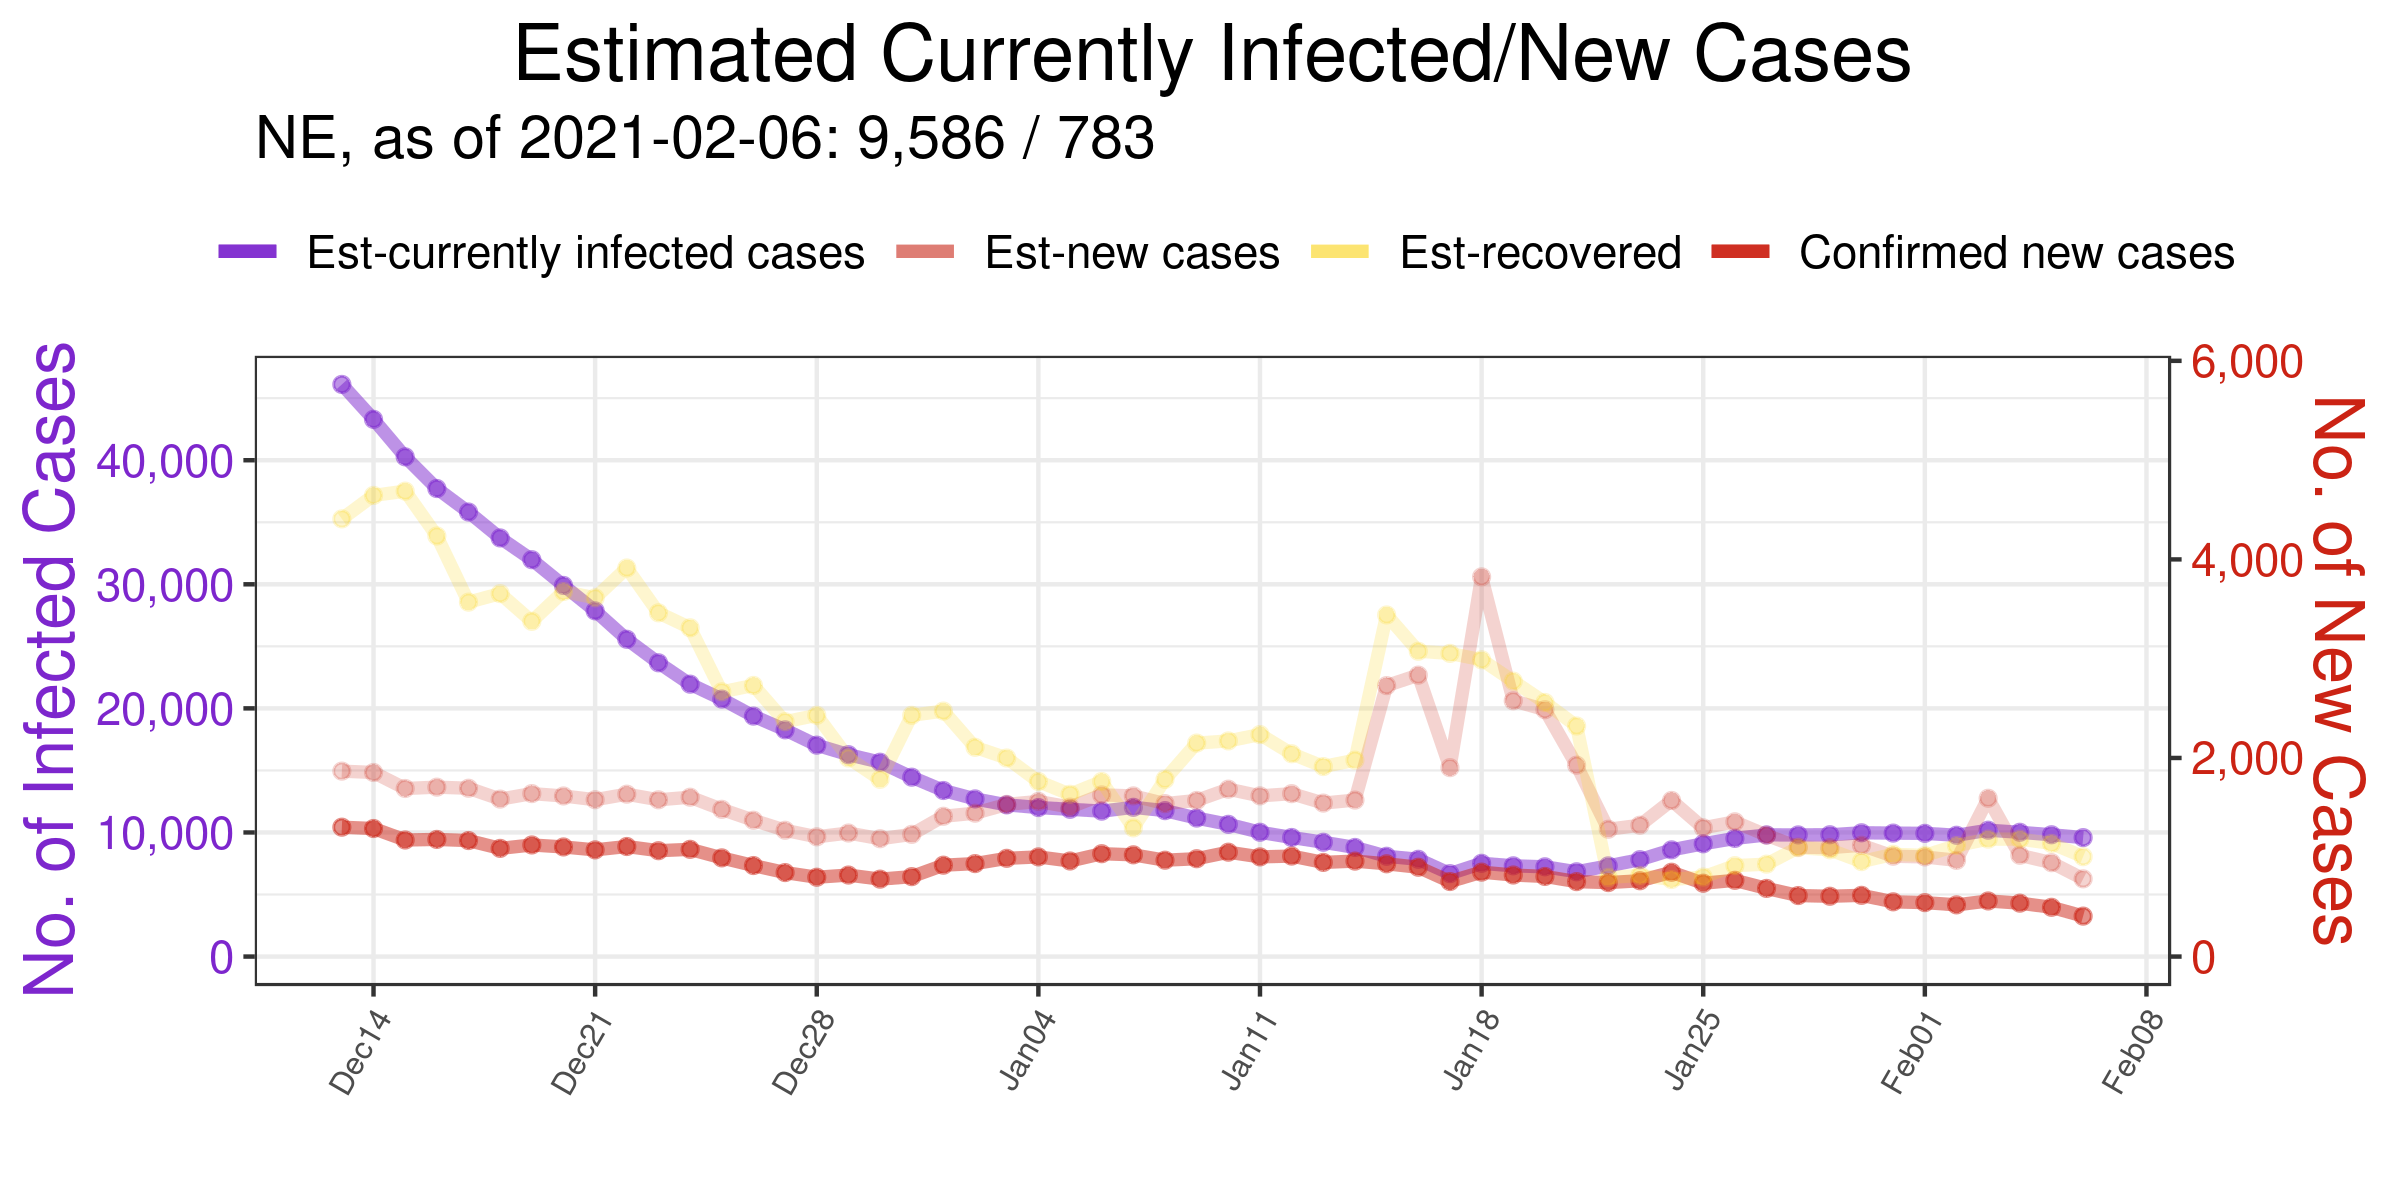 Estimated Currently Infected/New Cases
NE, as of 2021-02-06: 9,586 / 783
Est-currently infected cases Est-new cases Est-recovered Confirmed new cases
No. of Infected Cases
40,000
30,000
20,000
10,000
0
6,000
4,000
2,000
0
No. of New Cases
Dec14 Dec21 Dec28 Jan04 Jan11 Jan18 Jan25 Feb01 Feb08